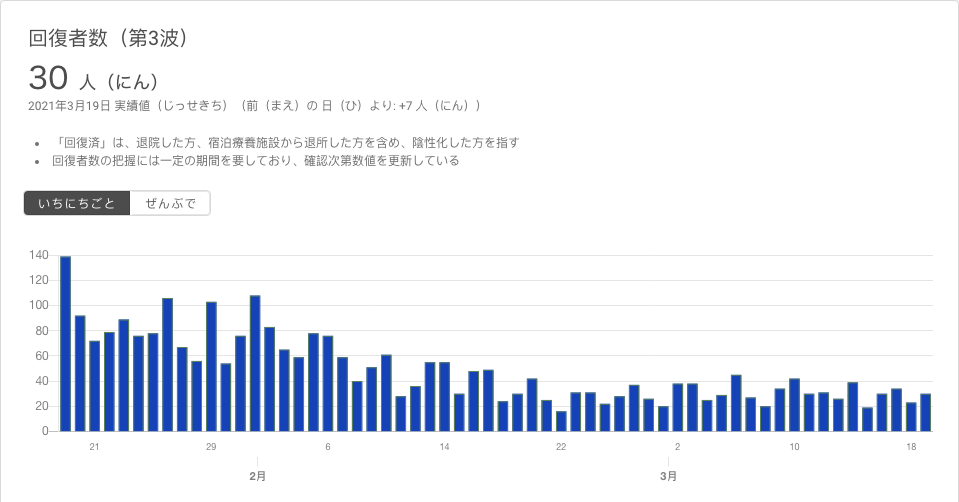 回復者数（第3波）
30 人（にん）
2021年3月19日 実績値（じっせきち）（前（まえ）の 日（ひ）より: +7 人（にん））
「回復済」は、退院した方、宿泊療養施設から退所した方を含め、陰性化した方を指す
回復者数の把握には一定の期間を要しており、確認次第数値を更新している
いちにちごと ぜんぶで
140
120
100
80
60
40
20
0
21 29 6 14 22 2 10 18
2月 3月